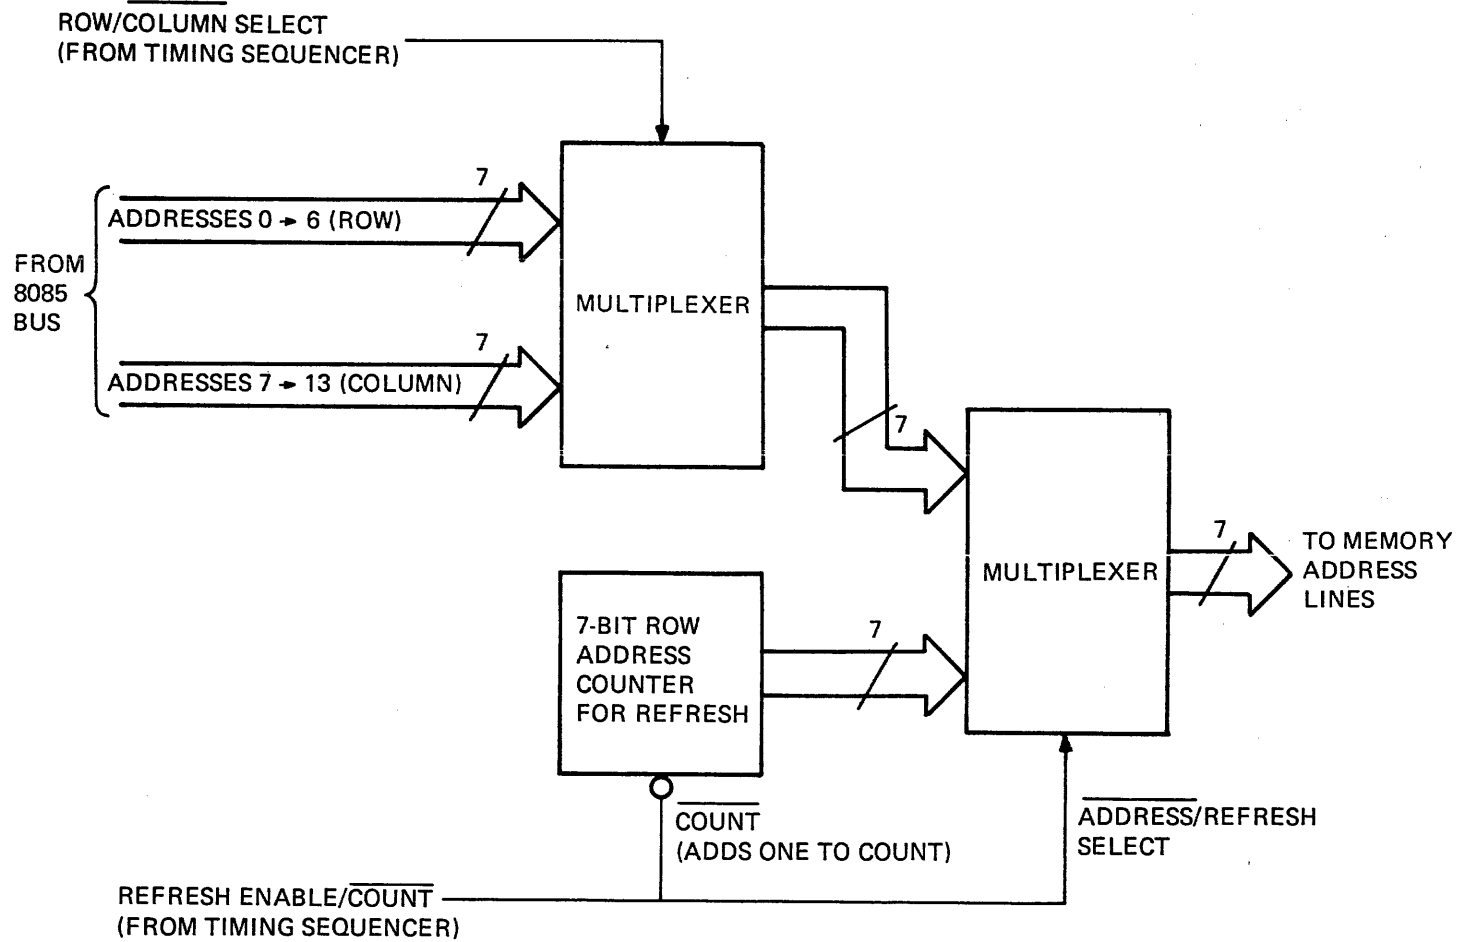 ROW/COLUMN SELECT
(FROM TIMING SEQUENCER)
7
ADDRESSES 0 → 6 (ROW)
FROM
8085
BUS
MULTIPLEXER
7
ADDRESSES 7 → 13 (COLUMN)
7
7
TO MEMORY
ADDRESS
LINES
MULTIPLEXER
7-BIT ROW
ADDRESS
COUNTER
FOR REFRESH
7
COUNT
(ADDS ONE TO COUNT)
ADDRESS/REFRESH
SELECT
REFRESH ENABLE/COUNT
(FROM TIMING SEQUENCER)